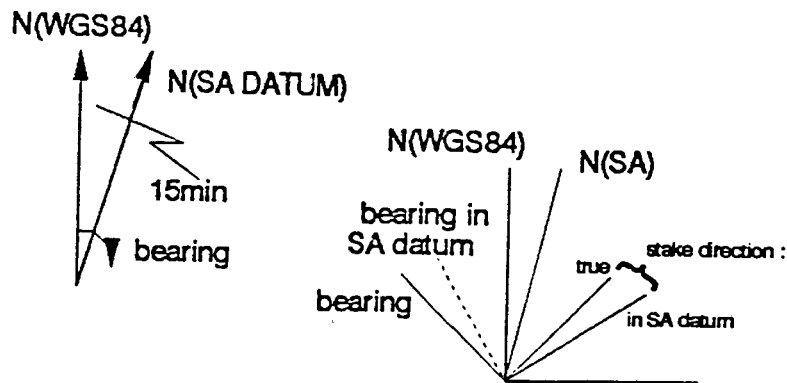 N(WGS84)
N(SA DATUM)
15min
bearing
N(WGS84)
N(SA)
bearing in
SA datum
bearing
stake direction :
true
in SA datum